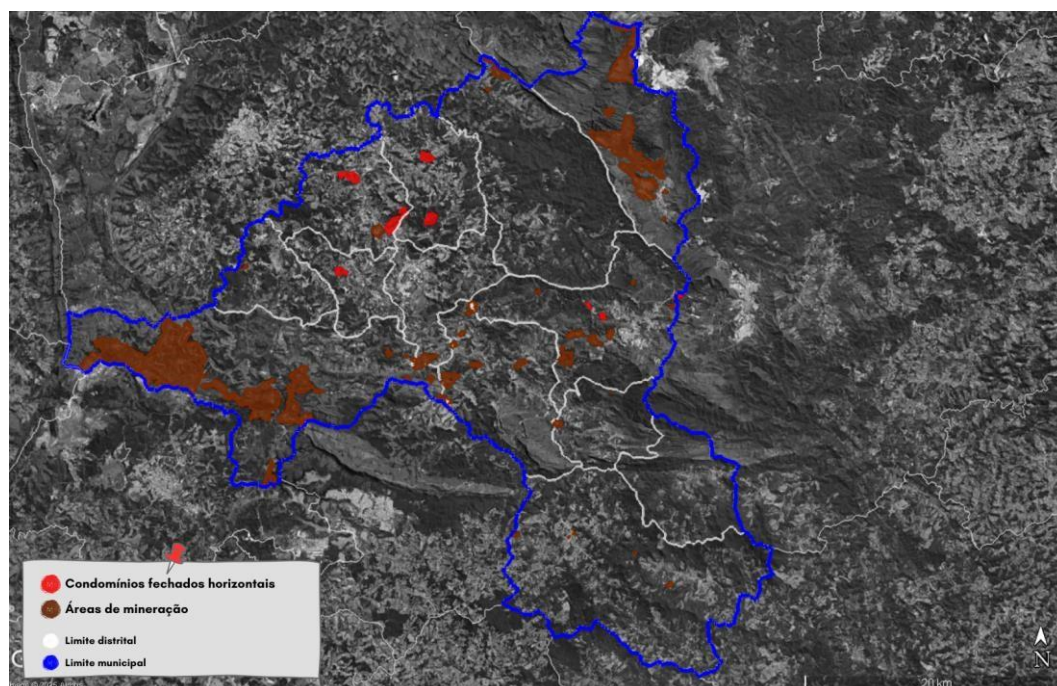 Condomínios fechados horizontais
Áreas de mineração
Limite distrital
Limite municipal
N
20 km